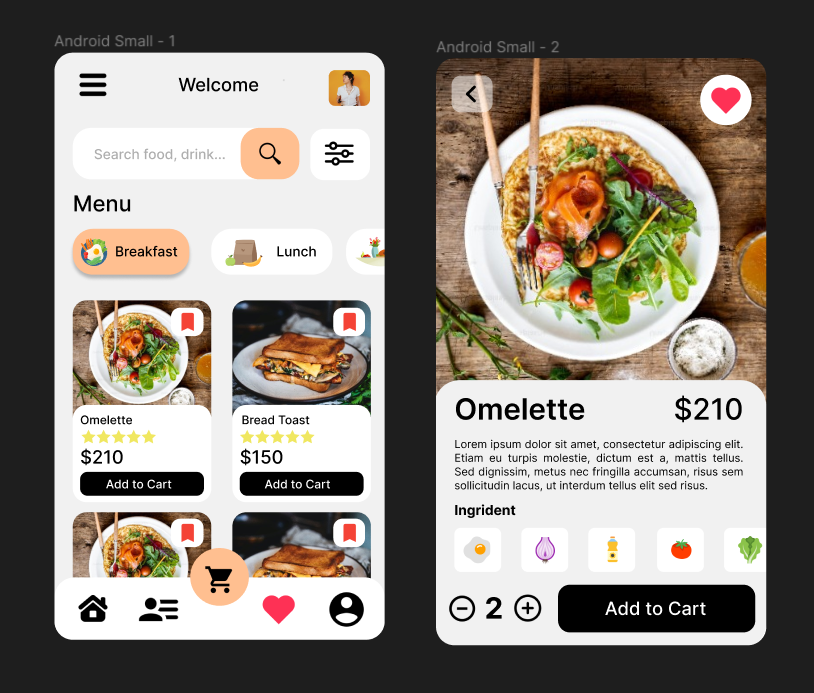 Android Small - 1
Welcome
Search food, drink...
Menu
Breakfast
Lunch
Omelette
$210
Add to Cart
Bread Toast
$150
Add to Cart
Android Small - 2
Omelette
$210
Lorem ipsum dolor sit amet, consectetur adipiscing elit.
Etiam eu turpis molestie, dictum est a, mattis tellus.
Sed dignissim, metus nec fringilla accumsan, risus sem
sollicitudin lacus, ut interdum tellus elit sed risus.
Ingrident
2
Add to Cart